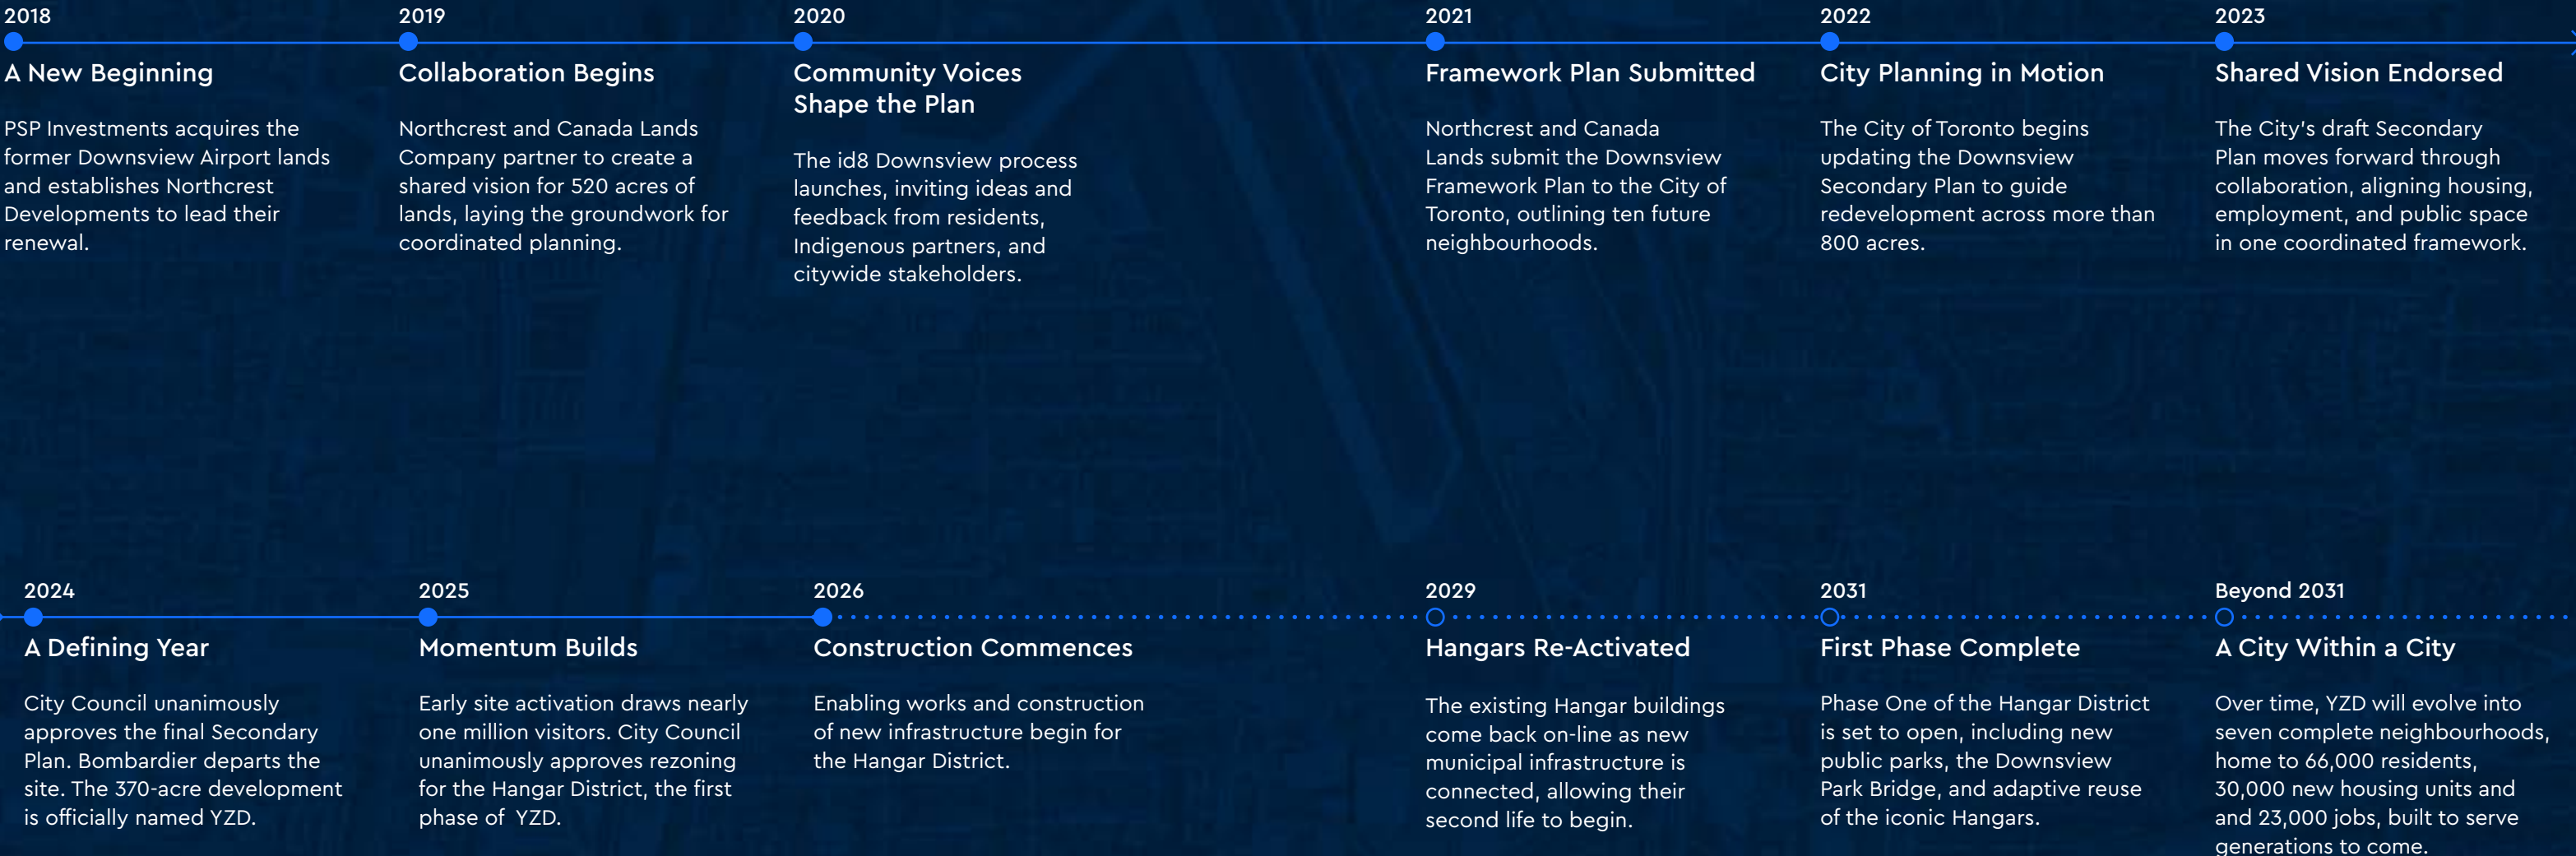 2018
A New Beginning
PSP Investments acquires the
former Downsview Airport lands
and establishes Northcrest
Developments to lead their
renewal.
2019
Collaboration Begins
Northcrest and Canada Lands
Company partner to create a
shared vision for 520 acres of
lands, laying the groundwork for
coordinated planning.
2020
Community Voices
Shape the Plan
The id8 Downsview process
launches, inviting ideas and
feedback from residents,
Indigenous partners, and
citywide stakeholders.
2021
Framework Plan Submitted
Northcrest and Canada
Lands submit the Downsview
Framework Plan to the City of
Toronto, outlining ten future
neighbourhoods.
2022
City Planning in Motion
The City of Toronto begins
updating the Downsview
Secondary Plan to guide
redevelopment across more than
800 acres.
2023
Shared Vision Endorsed
The City's draft Secondary
Plan moves forward through
collaboration, aligning housing,
employment, and public space
in one coordinated framework.
2024
A Defining Year
City Council unanimously
approves the final Secondary
Plan. Bombardier departs the
site. The 370-acre development
is officially named YZD.
2025
Momentum Builds
Early site activation draws nearly
one million visitors. City Council
unanimously approves rezoning
for the Hangar District, the first
phase of YZD.
2026
Construction Commences
Enabling works and construction
of new infrastructure begin for
the Hangar District.
2029
Hangars Re-Activated
The existing Hangar buildings
come back on-line as new
municipal infrastructure is
connected, allowing their
second life to begin.
2031
First Phase Complete
Phase One of the Hangar District
is set to open, including new
public parks, the Downsview
Park Bridge, and adaptive reuse
of the iconic Hangars.
Beyond 2031
A City Within a City
Over time, YZD will evolve into
seven complete neighbourhoods,
home to 66,000 residents,
30,000 new housing units and
and 23,000 jobs, built to serve
generations to come.